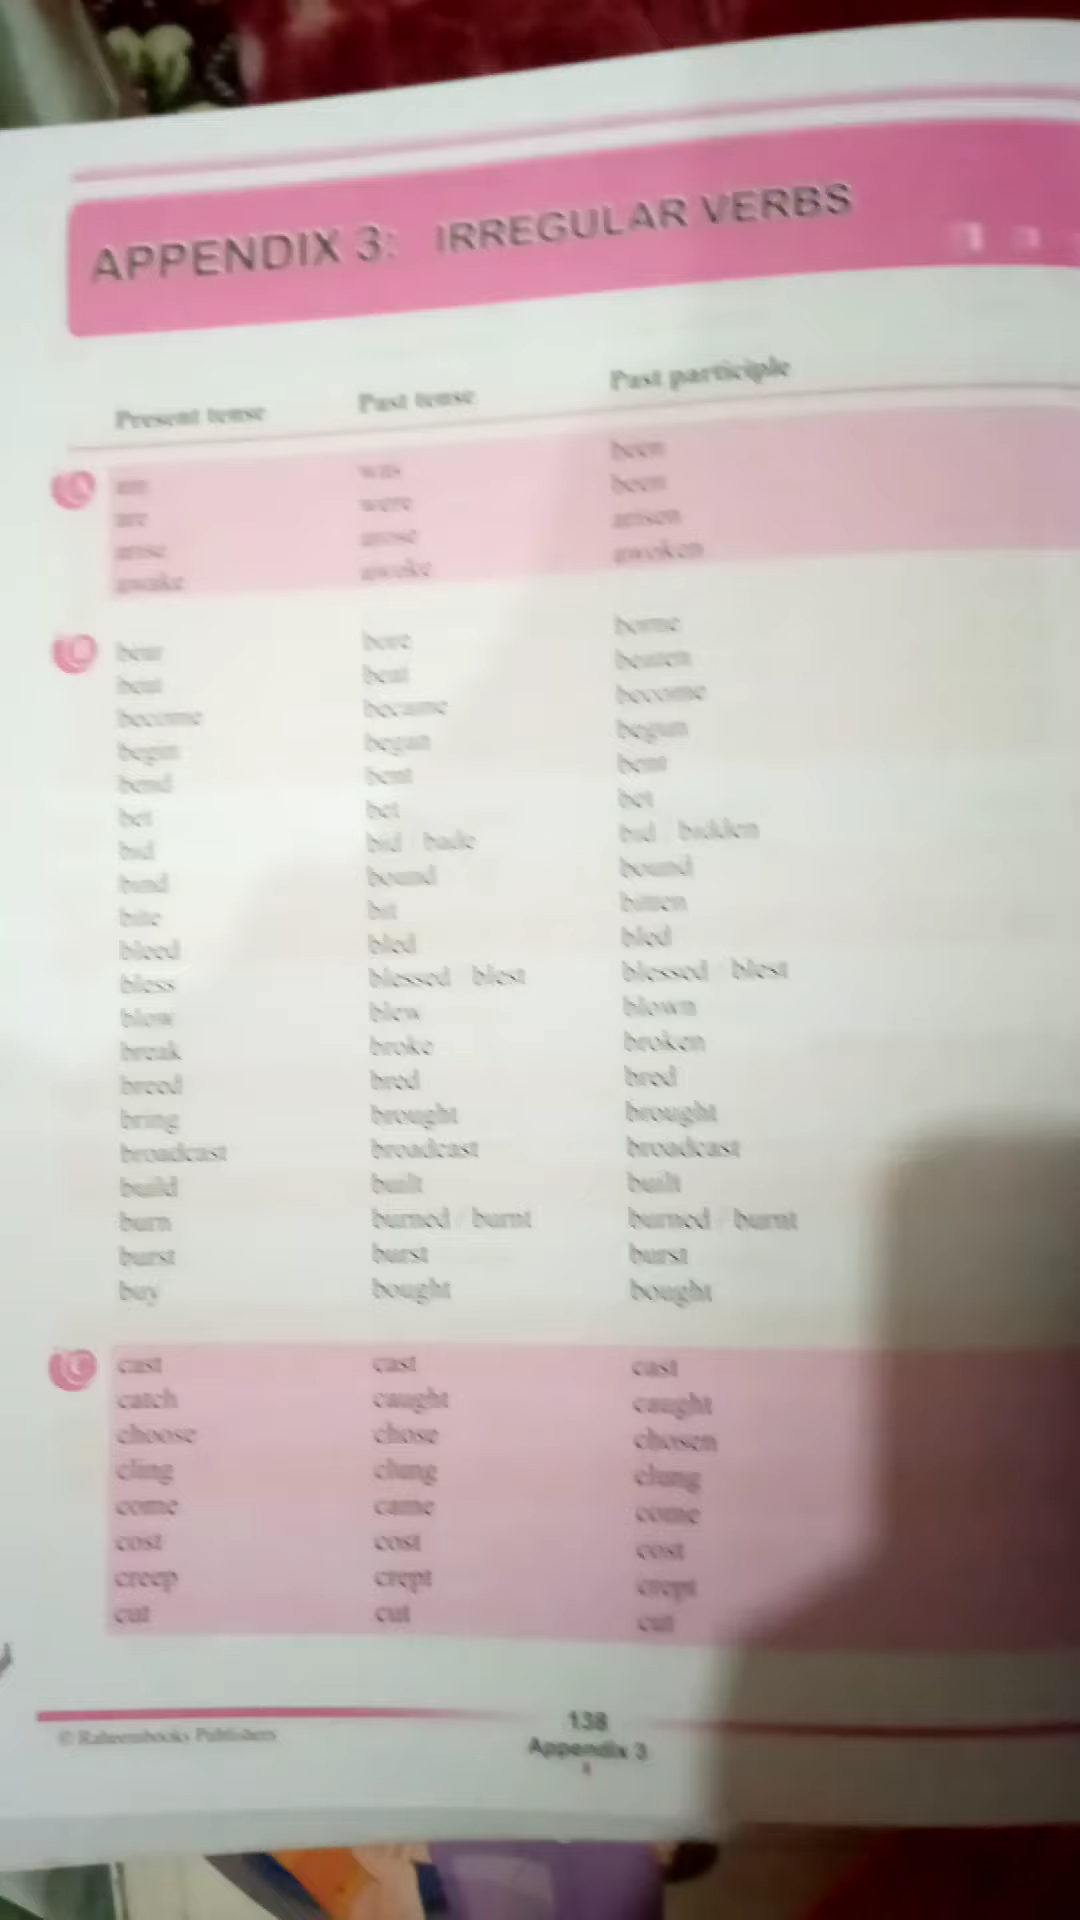 APPENDIX 3: IRREGULAR VERBS
Present tense Past tense Past participle
A am was been
are were been
arise arose arisen
awake awoke awoken
B bear bore borne
beat beat beaten
become became become
begin began begun
bend bent bent
bet bet bet
bid bid / bade bid / bidden
bind bound bound
bite bit bitten
bleed bled bled
bless blessed / blest blessed / blest
blow blew blown
break broke broken
breed bred bred
bring brought brought
broadcast broadcast broadcast
build built built
burn burned / burnt burned / burnt
burst burst burst
buy bought bought
C cast cast cast
catch caught caught
choose chose chosen
cling clung clung
come came come
cost cost cost
creep crept crept
cut cut cut
© Publishers
138
Appendix 3